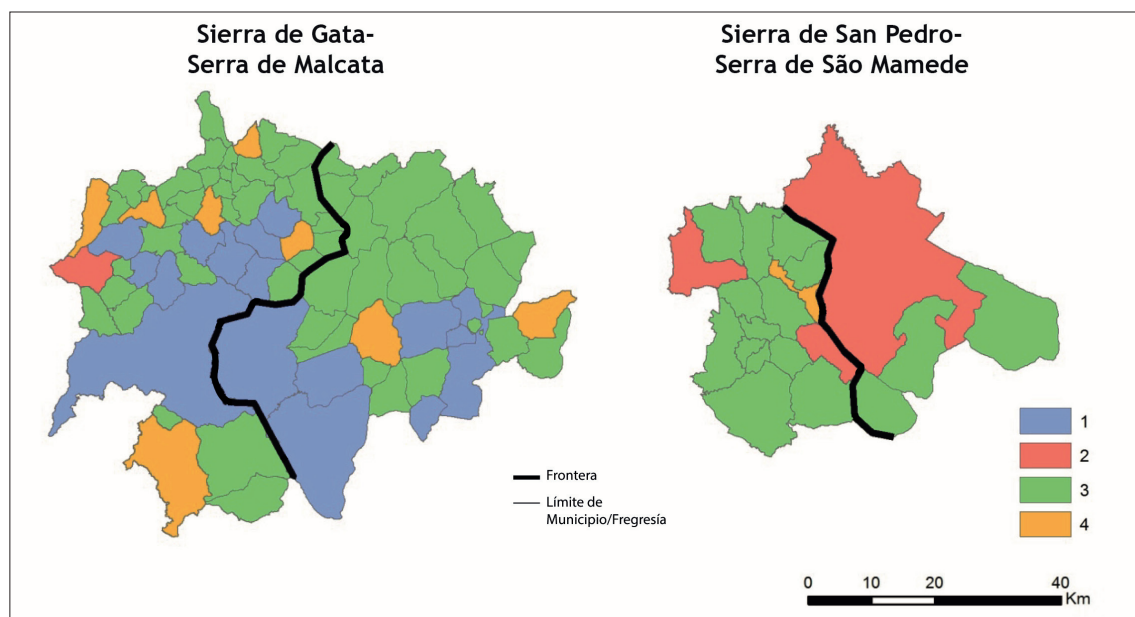 Sierra de Gata-
Serra de Malcata
Sierra de San Pedro-
Serra de São Mamede
Frontera
Límite de
Municipio/Fregresía
1
2
3
4
0 10 20 40
Km